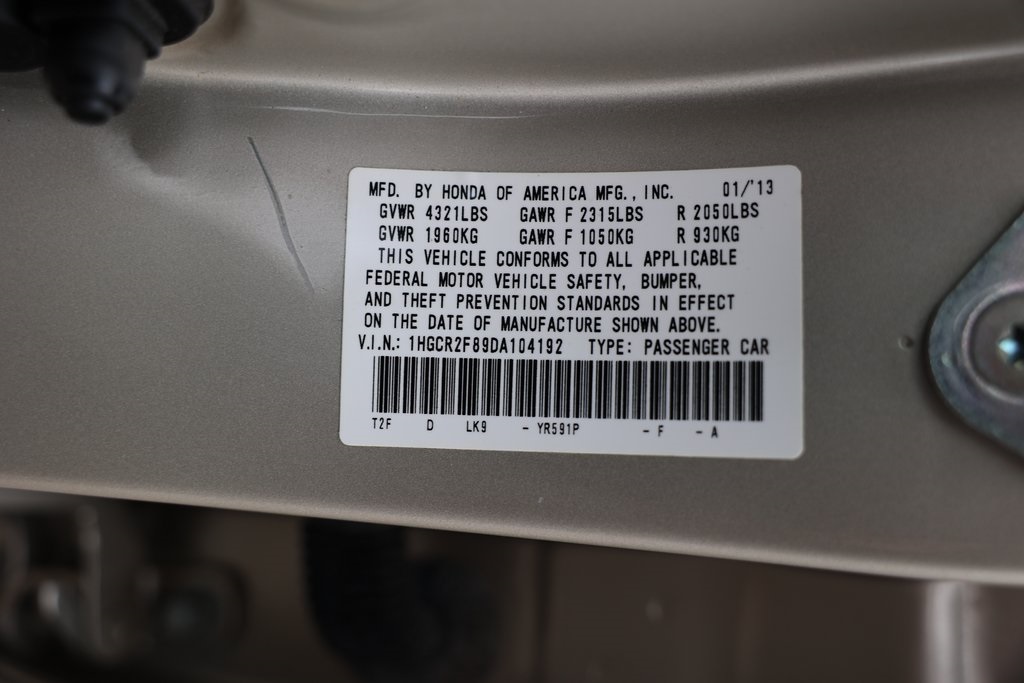 MFD. BY HONDA OF AMERICA MFG., INC. 01/'13
GVWR 4321LBS GAWR F 2315LBS R 2050LBS
GVWR 1960KG GAWR F 1050KG R 930KG
THIS VEHICLE CONFORMS TO ALL APPLICABLE
FEDERAL MOTOR VEHICLE SAFETY, BUMPER,
AND THEFT PREVENTION STANDARDS IN EFFECT
ON THE DATE OF MANUFACTURE SHOWN ABOVE.
V.I.N.: 1HGCR2F89DA104192 TYPE: PASSENGER CAR
T2F D LK9 - YR591P - F - A